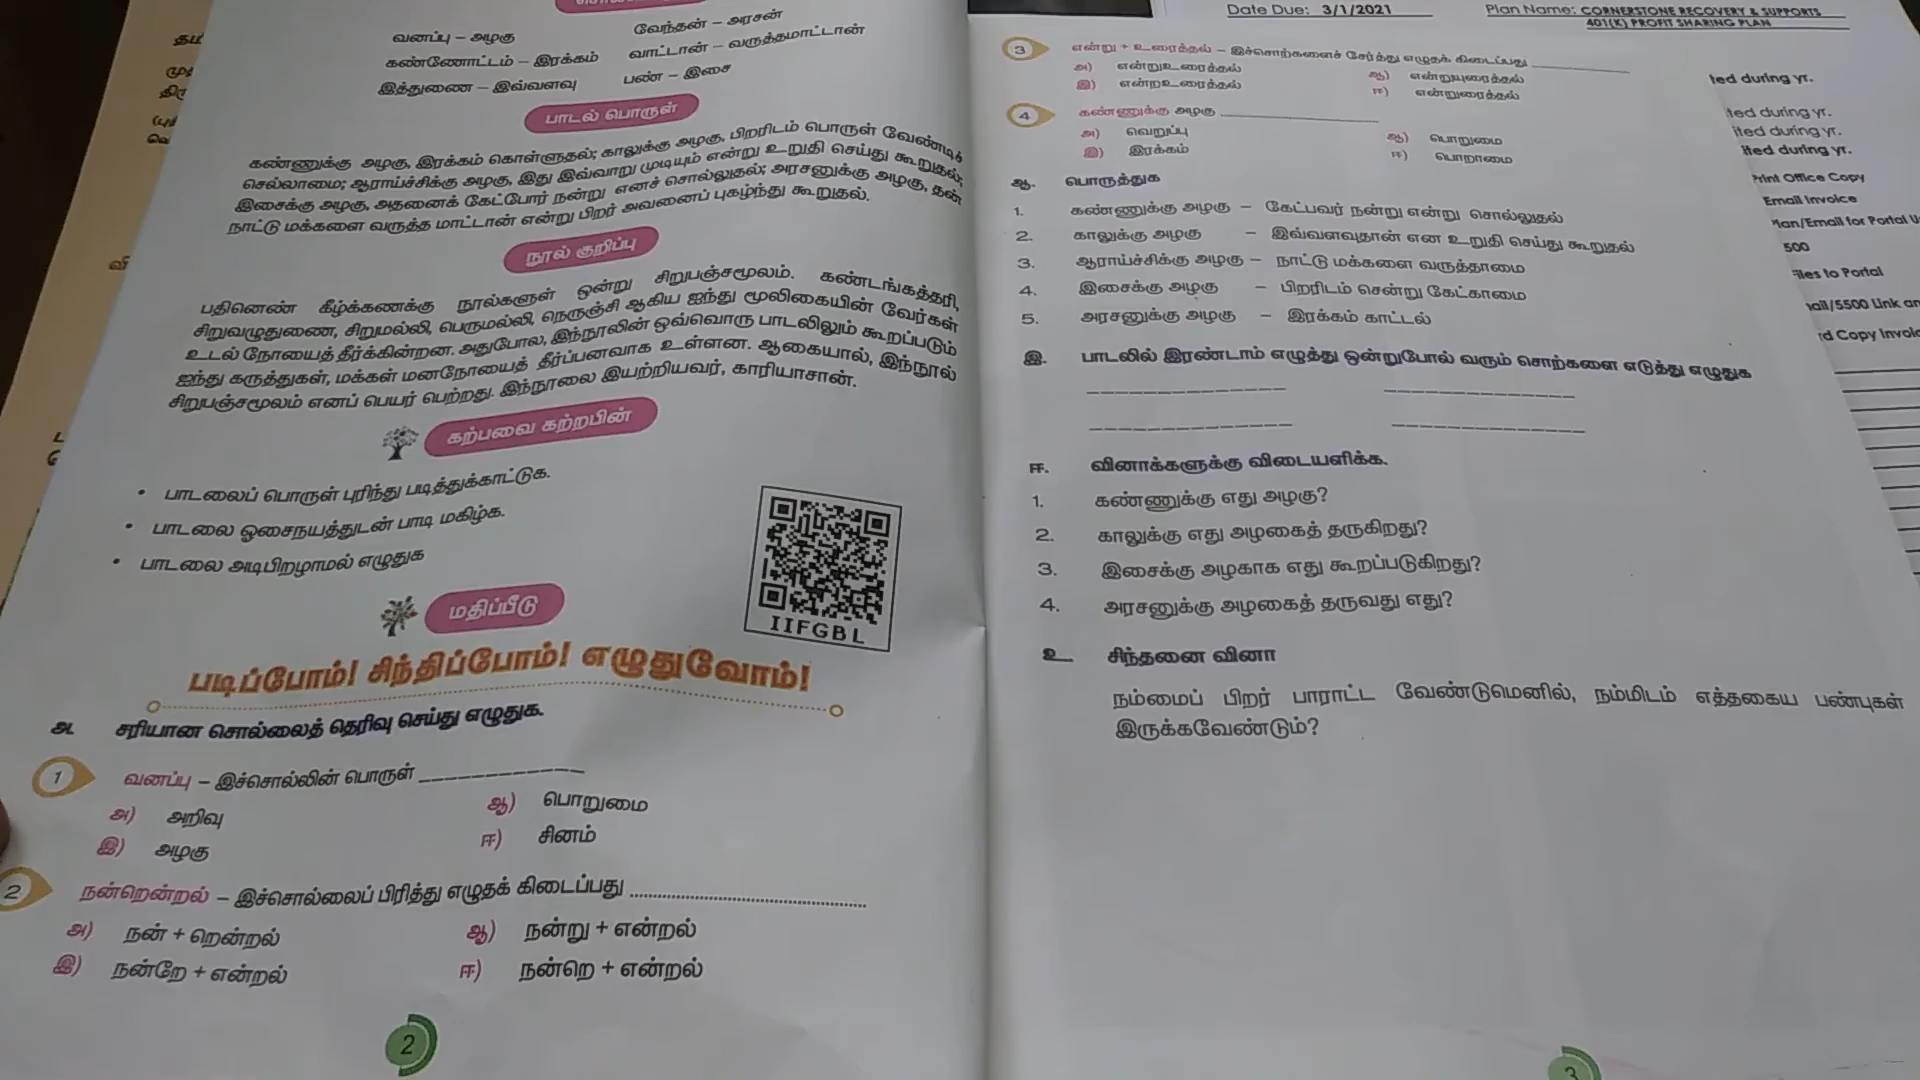 வனப்பு – அழகு
வேந்தன் – அரசன்
கண்ணோட்டம் – இரக்கம்
வாட்டான் – வருத்தமாட்டான்
இத்துணை – இவ்வளவு
பண் – இசை
பாடல் பொருள்
கண்ணுக்கு அழகு, இரக்கம் கொள்ளுதல்; காலுக்கு அழகு, பிறரிடம் பொருள் வேண்டிச்
செல்லாமை; ஆராய்ச்சிக்கு அழகு, இது இவ்வாறு முடியும் என்று உறுதி செய்து கூறுதல்;
இசைக்கு அழகு, அதனைக் கேட்போர் நன்று எனச் சொல்லுதல்; அரசனுக்கு அழகு, தன்
நாட்டு மக்களை வருத்த மாட்டான் என்று பிறர் அவனைப் புகழ்ந்து கூறுதல்.
நூல் குறிப்பு
பதினெண் கீழ்க்கணக்கு நூல்களுள் ஒன்று சிறுபஞ்சமூலம். கண்டங்கத்தரி,
சிறுவழுதுணை, சிறுமல்லி, பெருமல்லி, நெருஞ்சி ஆகிய ஐந்து மூலிகையின் வேர்கள்
உடல் நோயைத் தீர்க்கின்றன. அதுபோல, இந்நூலின் ஒவ்வொரு பாடலிலும் கூறப்படும்
ஐந்து கருத்துகள், மக்கள் மனநோயைத் தீர்ப்பனவாக உள்ளன. ஆகையால், இந்நூல்
சிறுபஞ்சமூலம் எனப் பெயர் பெற்றது. இந்நூலை இயற்றியவர், காரியாசான்.
கற்பவை கற்றபின்
• பாடலைப் பொருள் புரிந்து படித்துக்காட்டுக.
• பாடலை ஓசைநயத்துடன் பாடி மகிழ்க.
• பாடலை அடிபிறழாமல் எழுதுக
IIFGBL
மதிப்பீடு
படிப்போம்! சிந்திப்போம்! எழுதுவோம்!
அ. சரியான சொல்லைத் தெரிவு செய்து எழுதுக.
1 வனப்பு – இச்சொல்லின் பொருள் ____________
அ) அறிவு ஆ) பொறுமை
இ) அழகு ஈ) சினம்
2 நன்றென்றல் – இச்சொல்லைப் பிரித்து எழுதக் கிடைப்பது ....................
அ) நன் + றென்றல் ஆ) நன்று + என்றல்
இ) நன்றே + என்றல் ஈ) நன்றெ + என்றல்
2
Date Due: 3/1/2021 Plan Name: CORNERSTONE RECOVERY & SUPPORTS
401(K) PROFIT SHARING PLAN
3 என்று + உரைத்தல் – இச்சொற்களைச் சேர்த்து எழுதக் கிடைப்பது ____________
அ) என்றுஉரைத்தல் ஆ) என்றுயுரைத்தல்
இ) என்றஉரைத்தல் ஈ) என்றுரைத்தல்
4 கண்ணுக்கு அழகு ____________
அ) வெறுப்பு ஆ) பொறுமை
இ) இரக்கம் ஈ) பொறாமை
ஆ. பொருத்துக
1. கண்ணுக்கு அழகு – கேட்பவர் நன்று என்று சொல்லுதல்
2. காலுக்கு அழகு – இவ்வளவுதான் என உறுதி செய்து கூறுதல்
3. ஆராய்ச்சிக்கு அழகு – நாட்டு மக்களை வருத்தாமை
4. இசைக்கு அழகு – பிறரிடம் சென்று கேட்காமை
5. அரசனுக்கு அழகு – இரக்கம் காட்டல்
இ. பாடலில் இரண்டாம் எழுத்து ஒன்றுபோல் வரும் சொற்களை எடுத்து எழுதுக
ஈ. வினாக்களுக்கு விடையளிக்க.
1. கண்ணுக்கு எது அழகு?
2. காலுக்கு எது அழகைத் தருகிறது?
3. இசைக்கு அழகாக எது கூறப்படுகிறது?
4. அரசனுக்கு அழகைத் தருவது எது?
உ சிந்தனை வினா
நம்மைப் பிறர் பாராட்ட வேண்டுமெனில், நம்மிடம் எத்தகைய பண்புகள்
இருக்கவேண்டும்?
3
during yr.
during yr.
during yr.
during yr.
Print Office Copy
Email Invoice
Plan/Email for Portal
500
Files to Portal
/5500 Link
Copy